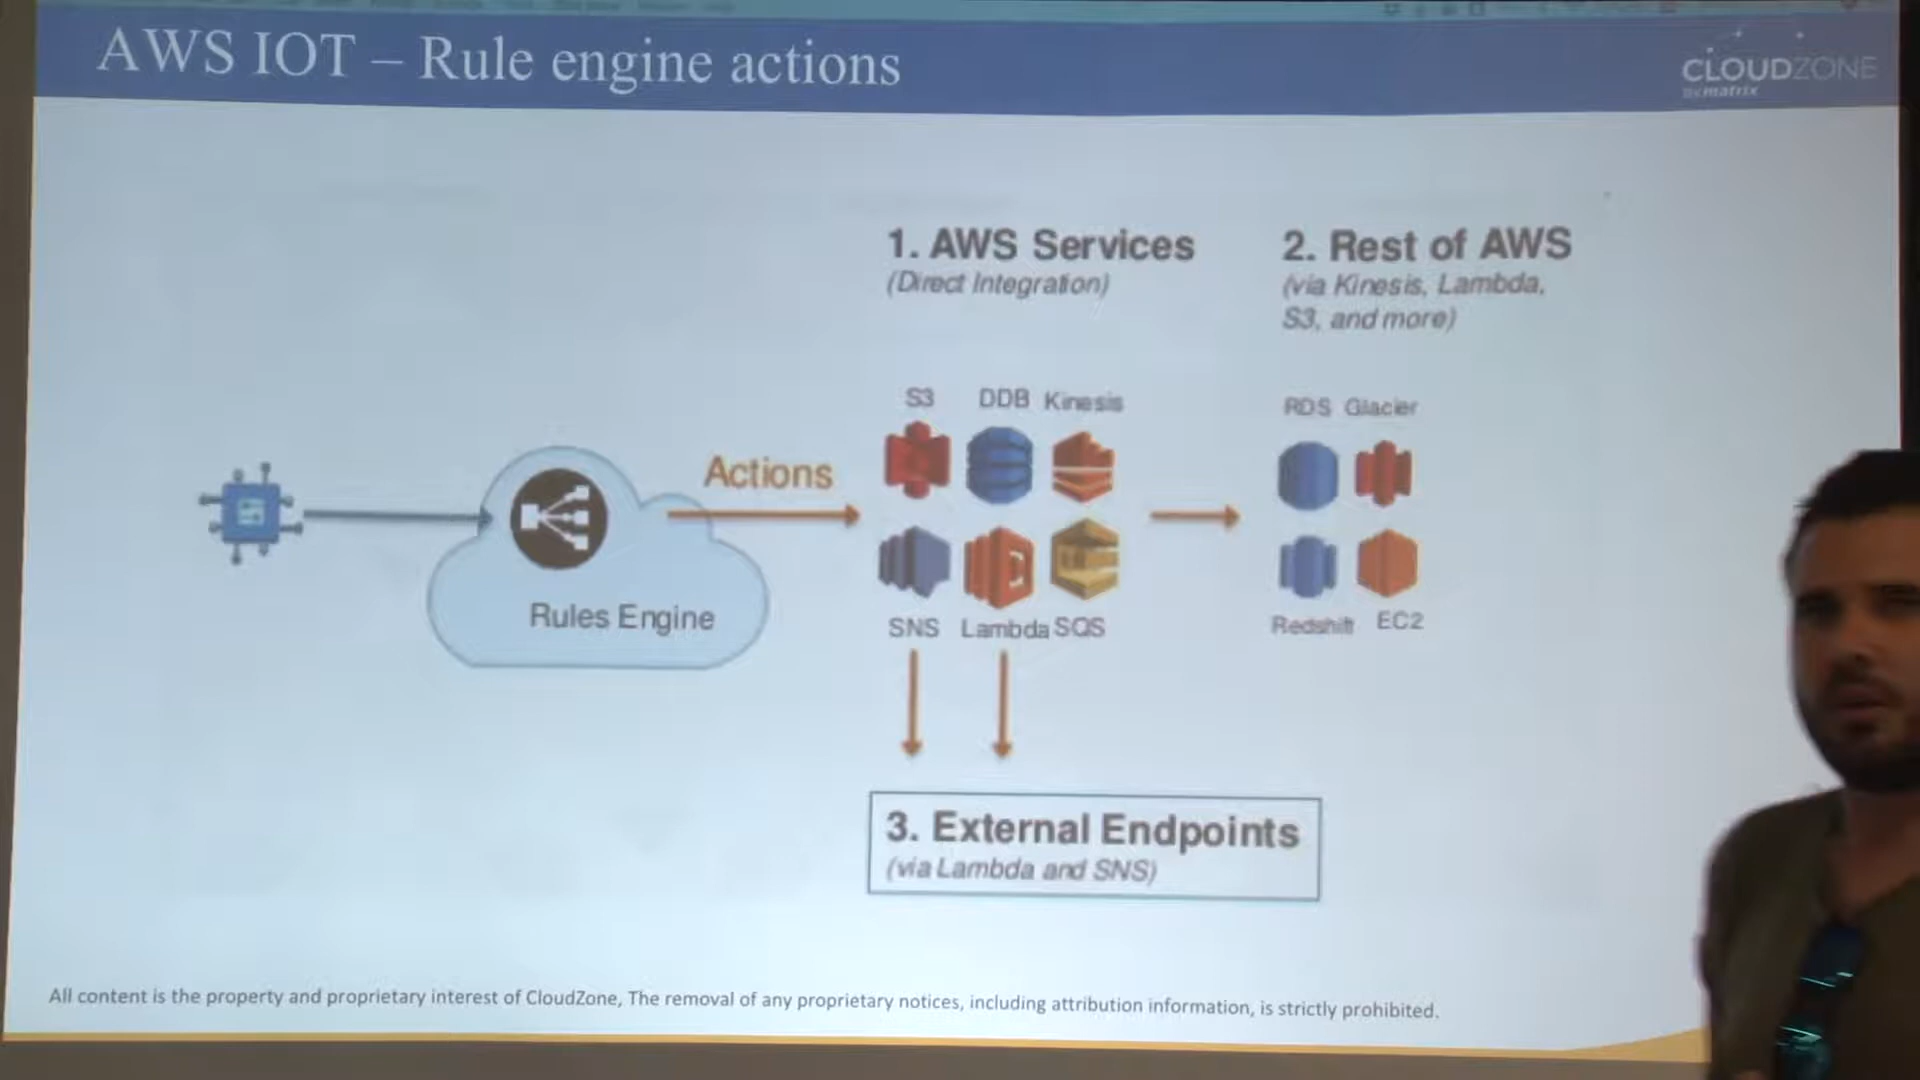 AWS IOT – Rule engine actions
CLOUDZONE
by matrix
1. AWS Services
(Direct Integration)
2. Rest of AWS
(via Kinesis, Lambda,
S3, and more)
S3 DDB Kinesis
RDS Glacier
Actions
Rules Engine
SNS Lambda SQS
Redshift EC2
3. External Endpoints
(via Lambda and SNS)
All content is the property and proprietary interest of CloudZone, The removal of any proprietary notices, including attribution information, is strictly prohibited.